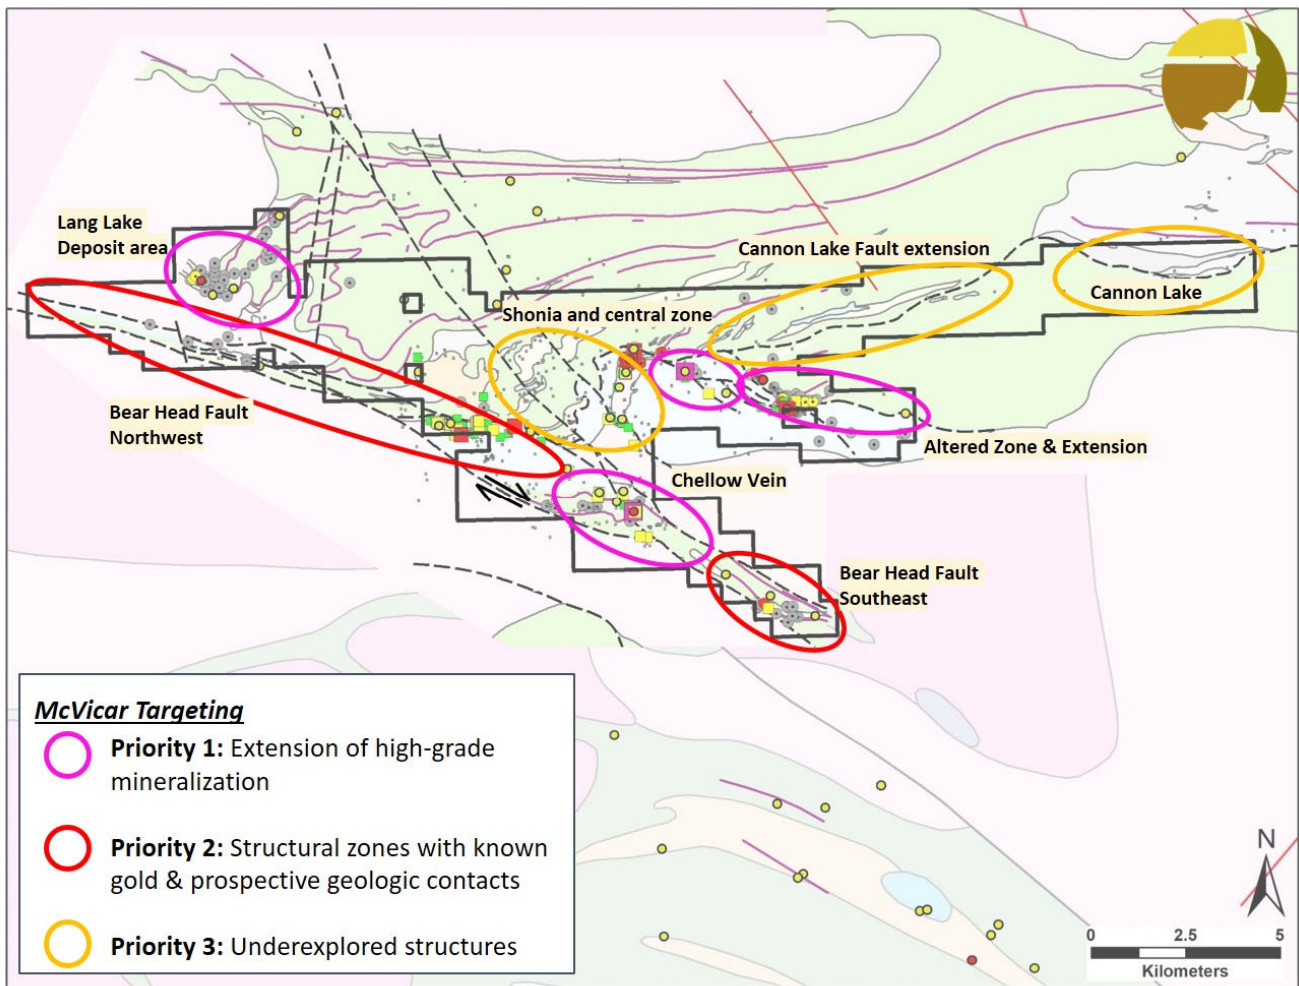 Lang Lake
Deposit area
Cannon Lake Fault extension
Cannon Lake
Shonia and central zone
Bear Head Fault
Northwest
Altered Zone & Extension
Chellow Vein
Bear Head Fault
Southeast
McVicar Targeting
Priority 1: Extension of high-grade
mineralization
Priority 2: Structural zones with known
gold & prospective geologic contacts
Priority 3: Underexplored structures
N
0 2.5 5
Kilometers